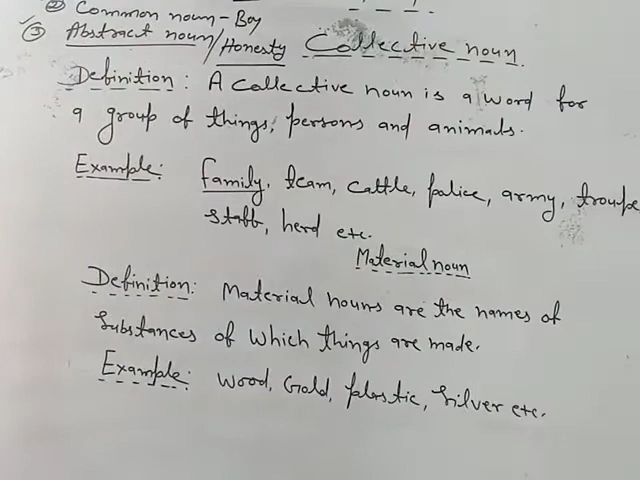 ② Common noun - Boy
✓③ Abstract noun/Honesty Collective noun.
Definition: A collective noun is a word for
a group of things, persons and animals.
Example: family, team, cattle, police, army, troupe
staff, herd etc.
Material noun
Definition: Material nouns are the names of
substances of which things are made.
Example: Wood, Gold, plastic, silver etc.